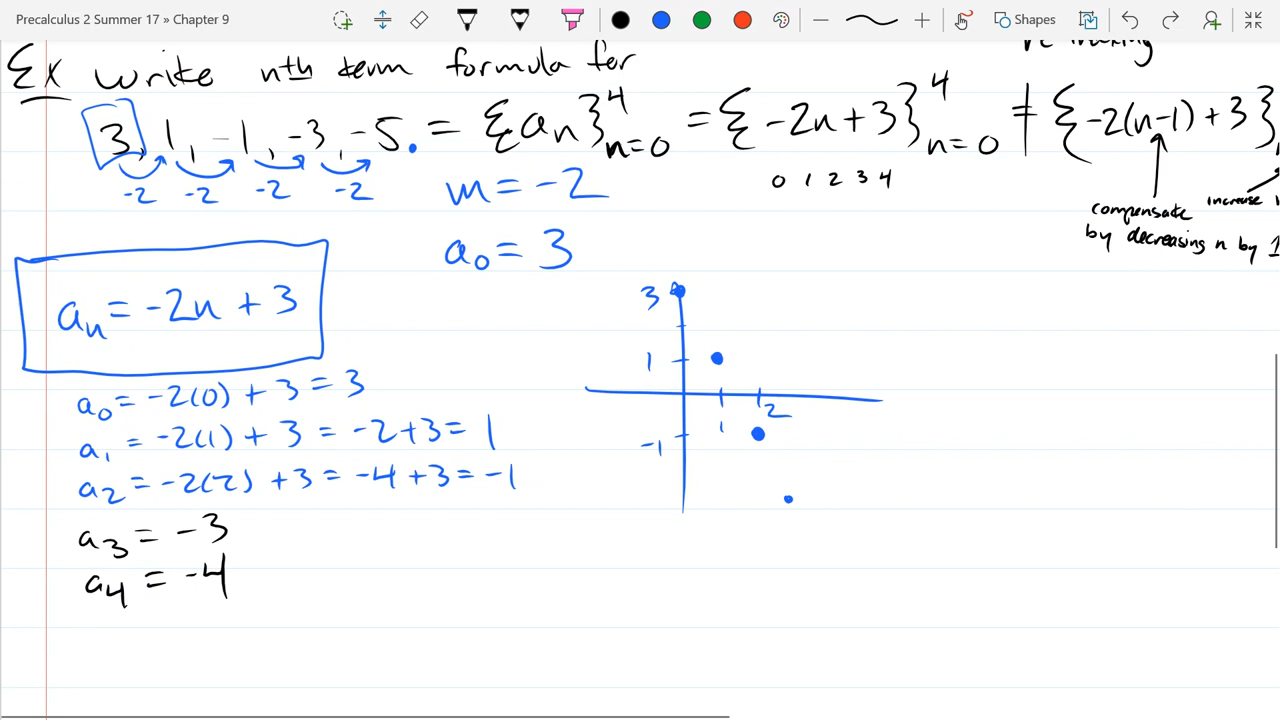 Precalculus 2 Summer 17 » Chapter 9
Shapes
Ex write nth term formula for
3, 1, -1, -3, -5. = {an}⁴n=0 = {-2n+3}⁴n=0 = {-2(n-1)+3}
-2 -2 -2 -2
m = -2
0 1 2 3 4
compensate
by decreasing n by 1
increase
a₀ = 3
an = -2n + 3
a₀ = -2(0) + 3 = 3
a₁ = -2(1) + 3 = -2+3 = 1
a₂ = -2(2) + 3 = -4+3 = -1
a₃ = -3
a₄ = -4
3
1
-1
1
2